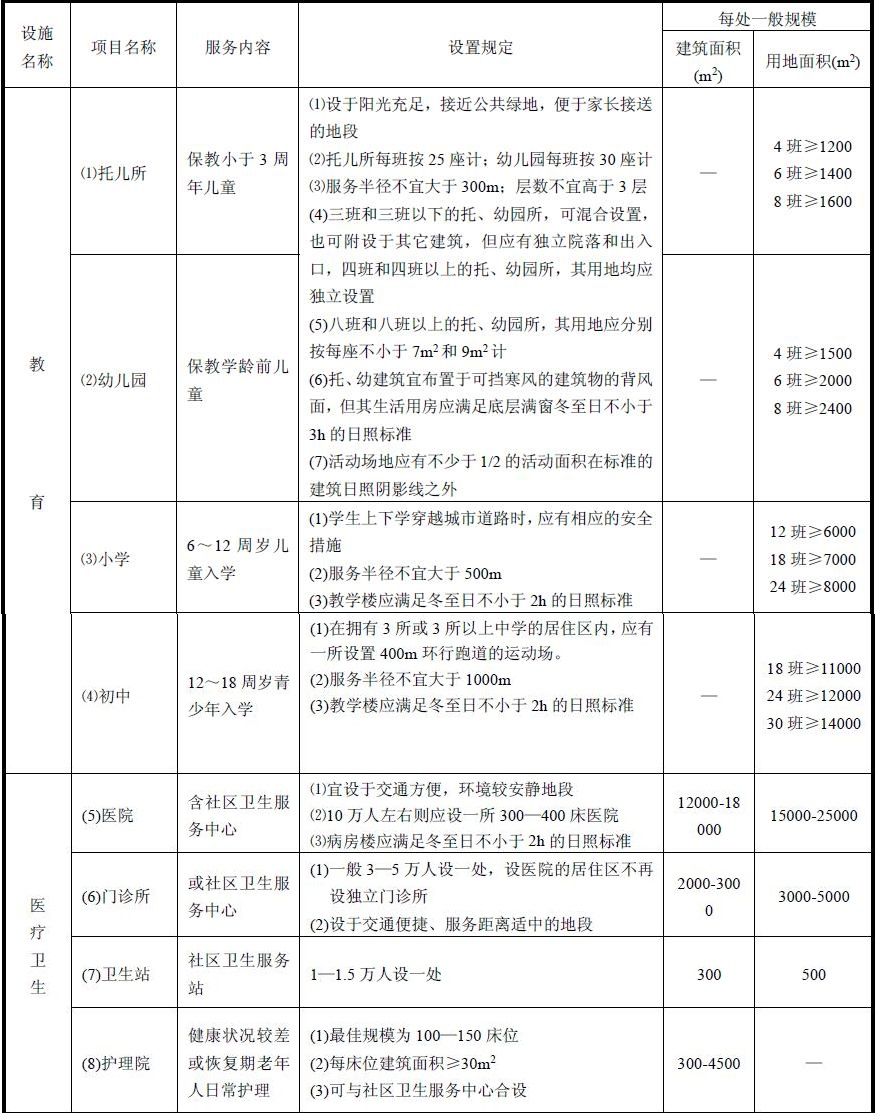 设施
名称
项目名称
服务内容
设置规定
每处一般规模
建筑面积
(m²)
用地面积(m²)
教
育
⑴托儿所
保教小于 3 周
年儿童
⑴设于阳光充足，接近公共绿地，便于家长接送
的地段
⑵托儿所每班按 25 座计；幼儿园每班按 30 座计
⑶服务半径不宜大于 300m；层数不宜高于 3 层
(4)三班和三班以下的托、幼园所，可混合设置，
也可附设于其它建筑，但应有独立院落和出入
口，四班和四班以上的托、幼园所，其用地均应
独立设置
(5)八班和八班以上的托、幼园所，其用地应分别
按每座不小于 7m²和 9m²计
(6)托、幼建筑宜布置于可挡寒风的建筑物的背风
面，但其生活用房应满足底层满窗冬至日不小于
3h 的日照标准
(7)活动场地应有不少于 1/2 的活动面积在标准的
建筑日照阴影线之外
—
4 班≥1200
6 班≥1400
8 班≥1600
⑵幼儿园
保教学龄前儿
童
—
4 班≥1500
6 班≥2000
8 班≥2400
⑶小学
6～12 周岁儿
童入学
(1)学生上下学穿越城市道路时，应有相应的安全
措施
(2)服务半径不宜大于 500m
(3)教学楼应满足冬至日不小于 2h 的日照标准
—
12 班≥6000
18 班≥7000
24 班≥8000
⑷初中
12～18 周岁青
少年入学
(1)在拥有 3 所或 3 所以上中学的居住区内，应有
一所设置 400m 环行跑道的运动场。
(2)服务半径不宜大于 1000m
(3)教学楼应满足冬至日不小于 2h 的日照标准
—
18 班≥11000
24 班≥12000
30 班≥14000
医
疗
卫
生
(5)医院
含社区卫生服
务中心
⑴宜设于交通方便，环境较安静地段
⑵10 万人左右则应设一所 300—400 床医院
⑶病房楼应满足冬至日不小于 2h 的日照标准
12000-18
000
15000-25000
(6)门诊所
或社区卫生服
务中心
(1)一般 3—5 万人设一处，设医院的居住区不再
设独立门诊所
(2)设于交通便捷、服务距离适中的地段
2000-300
0
3000-5000
(7)卫生站
社区卫生服务
站
1—1.5 万人设一处
300
500
(8)护理院
健康状况较差
或恢复期老年
人日常护理
(1)最佳规模为 100—150 床位
(2)每床位建筑面积≥30m²
(3)可与社区卫生服务中心合设
300-4500
—